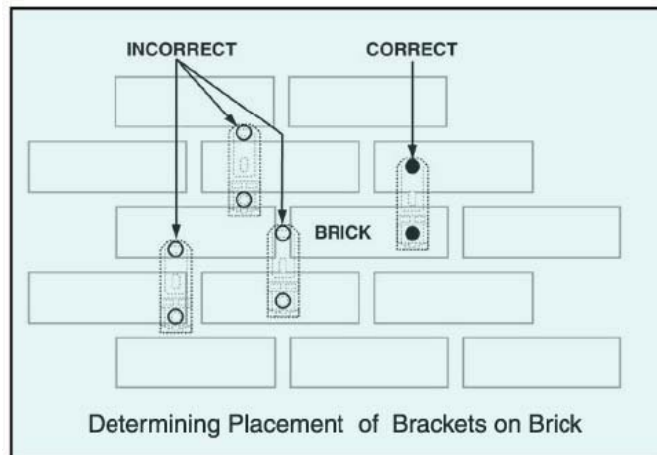 INCORRECT CORRECT
BRICK
Determining Placement of Brackets on Brick